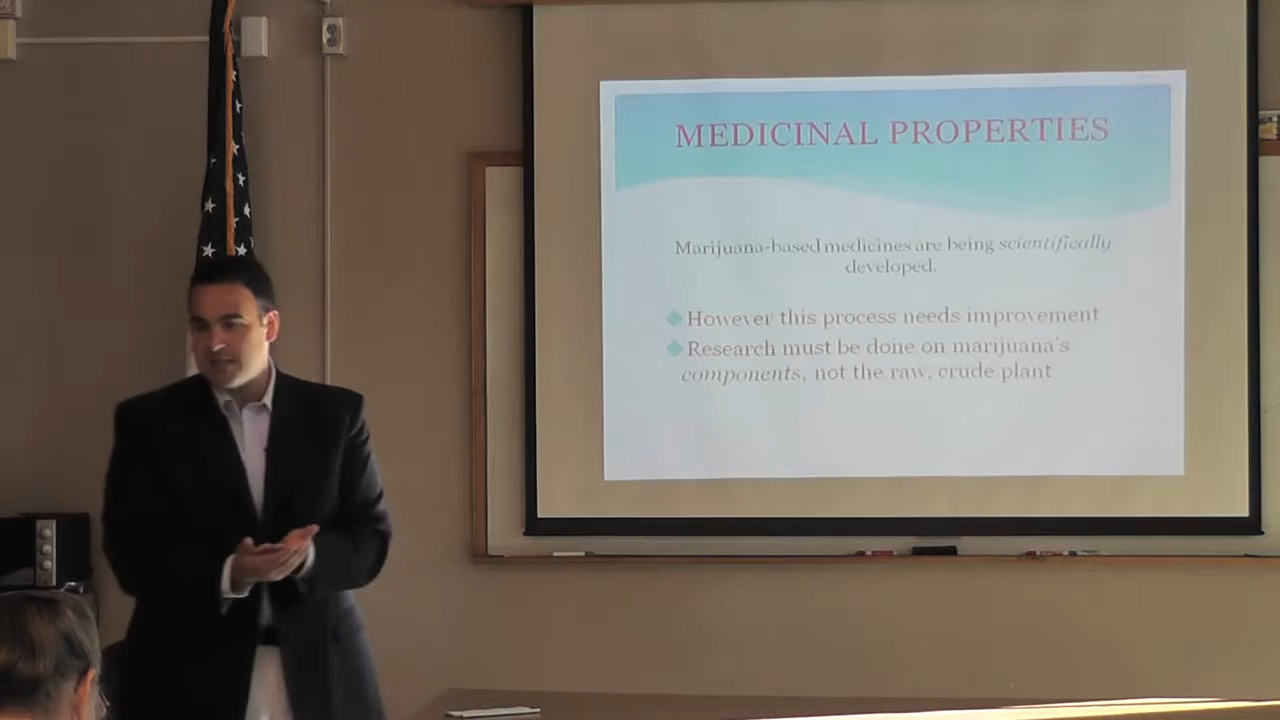 MEDICINAL PROPERTIES
Marijuana-based medicines are being scientifically
developed.
However this process needs improvement
Research must be done on marijuana's
components, not the raw, crude plant